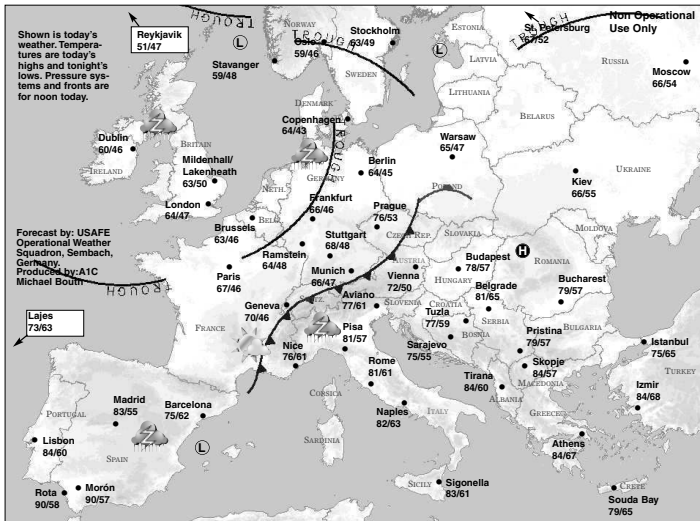 Shown is today's
weather. Tempera-
tures are today's
highs and tonight's
lows. Pressure sys-
tems and fronts are
for noon today.
Reykjavik
51/47
TROUGH
L
NORWAY
Oslo
59/46
TROUGH
Stockholm
63/49
Stavanger
59/48
SWEDEN
L
ESTONIA
LATVIA
LITHUANIA
TROUGH
St. Petersburg
67/52
Non Operational
Use Only
RUSSIA
Moscow
66/54
BELARUS
DENMARK
Copenhagen
64/43
TROUGH
Dublin
60/46
IRELAND
BRITAIN
Mildenhall/
Lakenheath
63/50
London
64/47
NETH.
GERMANY
Berlin
64/45
Warsaw
65/47
POLAND
Kiev
66/55
UKRAINE
Frankfurt
66/46
Prague
76/53
CZECH REP.
Brussels
63/46
BELG.
Ramstein
64/48
Stuttgart
68/48
SLOVAKIA
MOLDOVA
Forecast by: USAFE
Operational Weather
Squadron, Sembach,
Germany.
Produced by:A1C
Michael Bouth
TROUGH
Paris
67/46
Munich
66/47
AUSTRIA
Vienna
72/50
Budapest
78/57
HUNGARY
H
ROMANIA
Bucharest
79/57
Lajes
73/63
FRANCE
Geneva
70/46
SWITZ.
Aviano
77/61
SLOVENIA
CROATIA
Belgrade
81/65
SERBIA
Tuzla
77/59
BOSNIA
Nice
76/61
Pisa
81/57
Sarajevo
75/55
Pristina
79/57
BULGARIA
Skopje
84/57
MACEDONIA
Istanbul
75/65
TURKEY
Rome
81/61
Tirana
84/60
ALBANIA
Izmir
84/68
Madrid
83/55
Barcelona
75/62
CORSICA
Naples
82/63
ITALY
GREECE
PORTUGAL
Lisbon
84/60
SPAIN
L
SARDINIA
Athens
84/67
Rota
90/58
Morón
90/57
SICILY
Sigonella
83/61
CRETE
Souda Bay
79/65